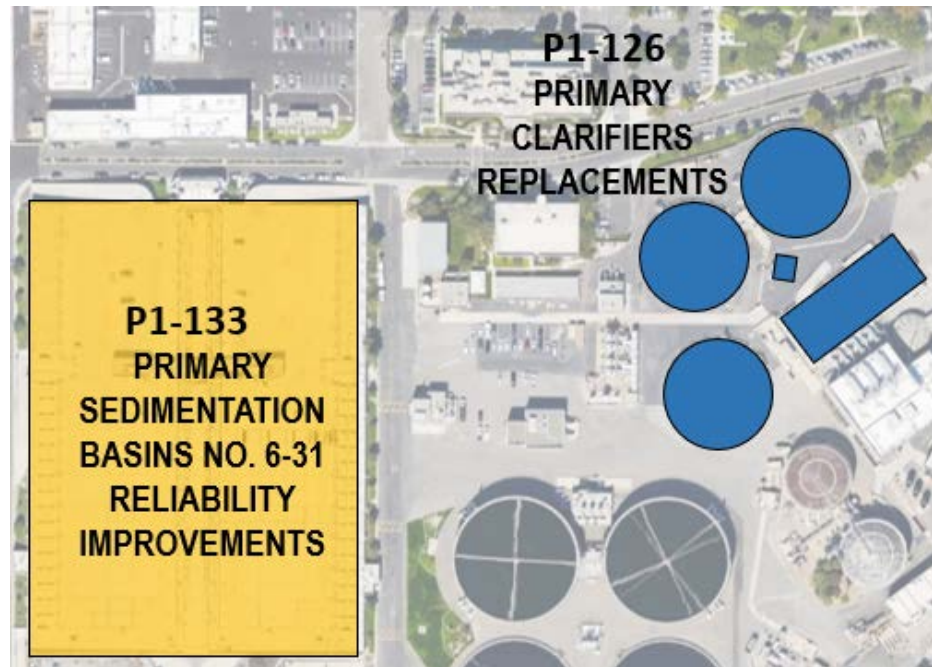 P1-126
PRIMARY
CLARIFIERS
REPLACEMENTS
P1-133
PRIMARY
SEDIMENTATION
BASINS NO. 6-31
RELIABILITY
IMPROVEMENTS